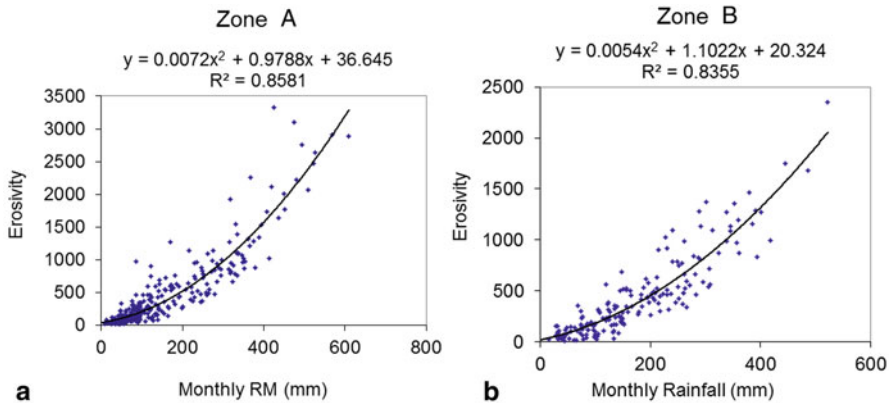 Zone A
y = 0.0072x² + 0.9788x + 36.645
R² = 0.8581
3500
3000
2500
2000
1500
1000
500
0
Erosivity
0 200 400 600 800
a
Monthly RM (mm)
Zone B
y = 0.0054x² + 1.1022x + 20.324
R² = 0.8355
2500
2000
1500
1000
500
0
Erosivity
0 200 400 600
b
Monthly Rainfall (mm)